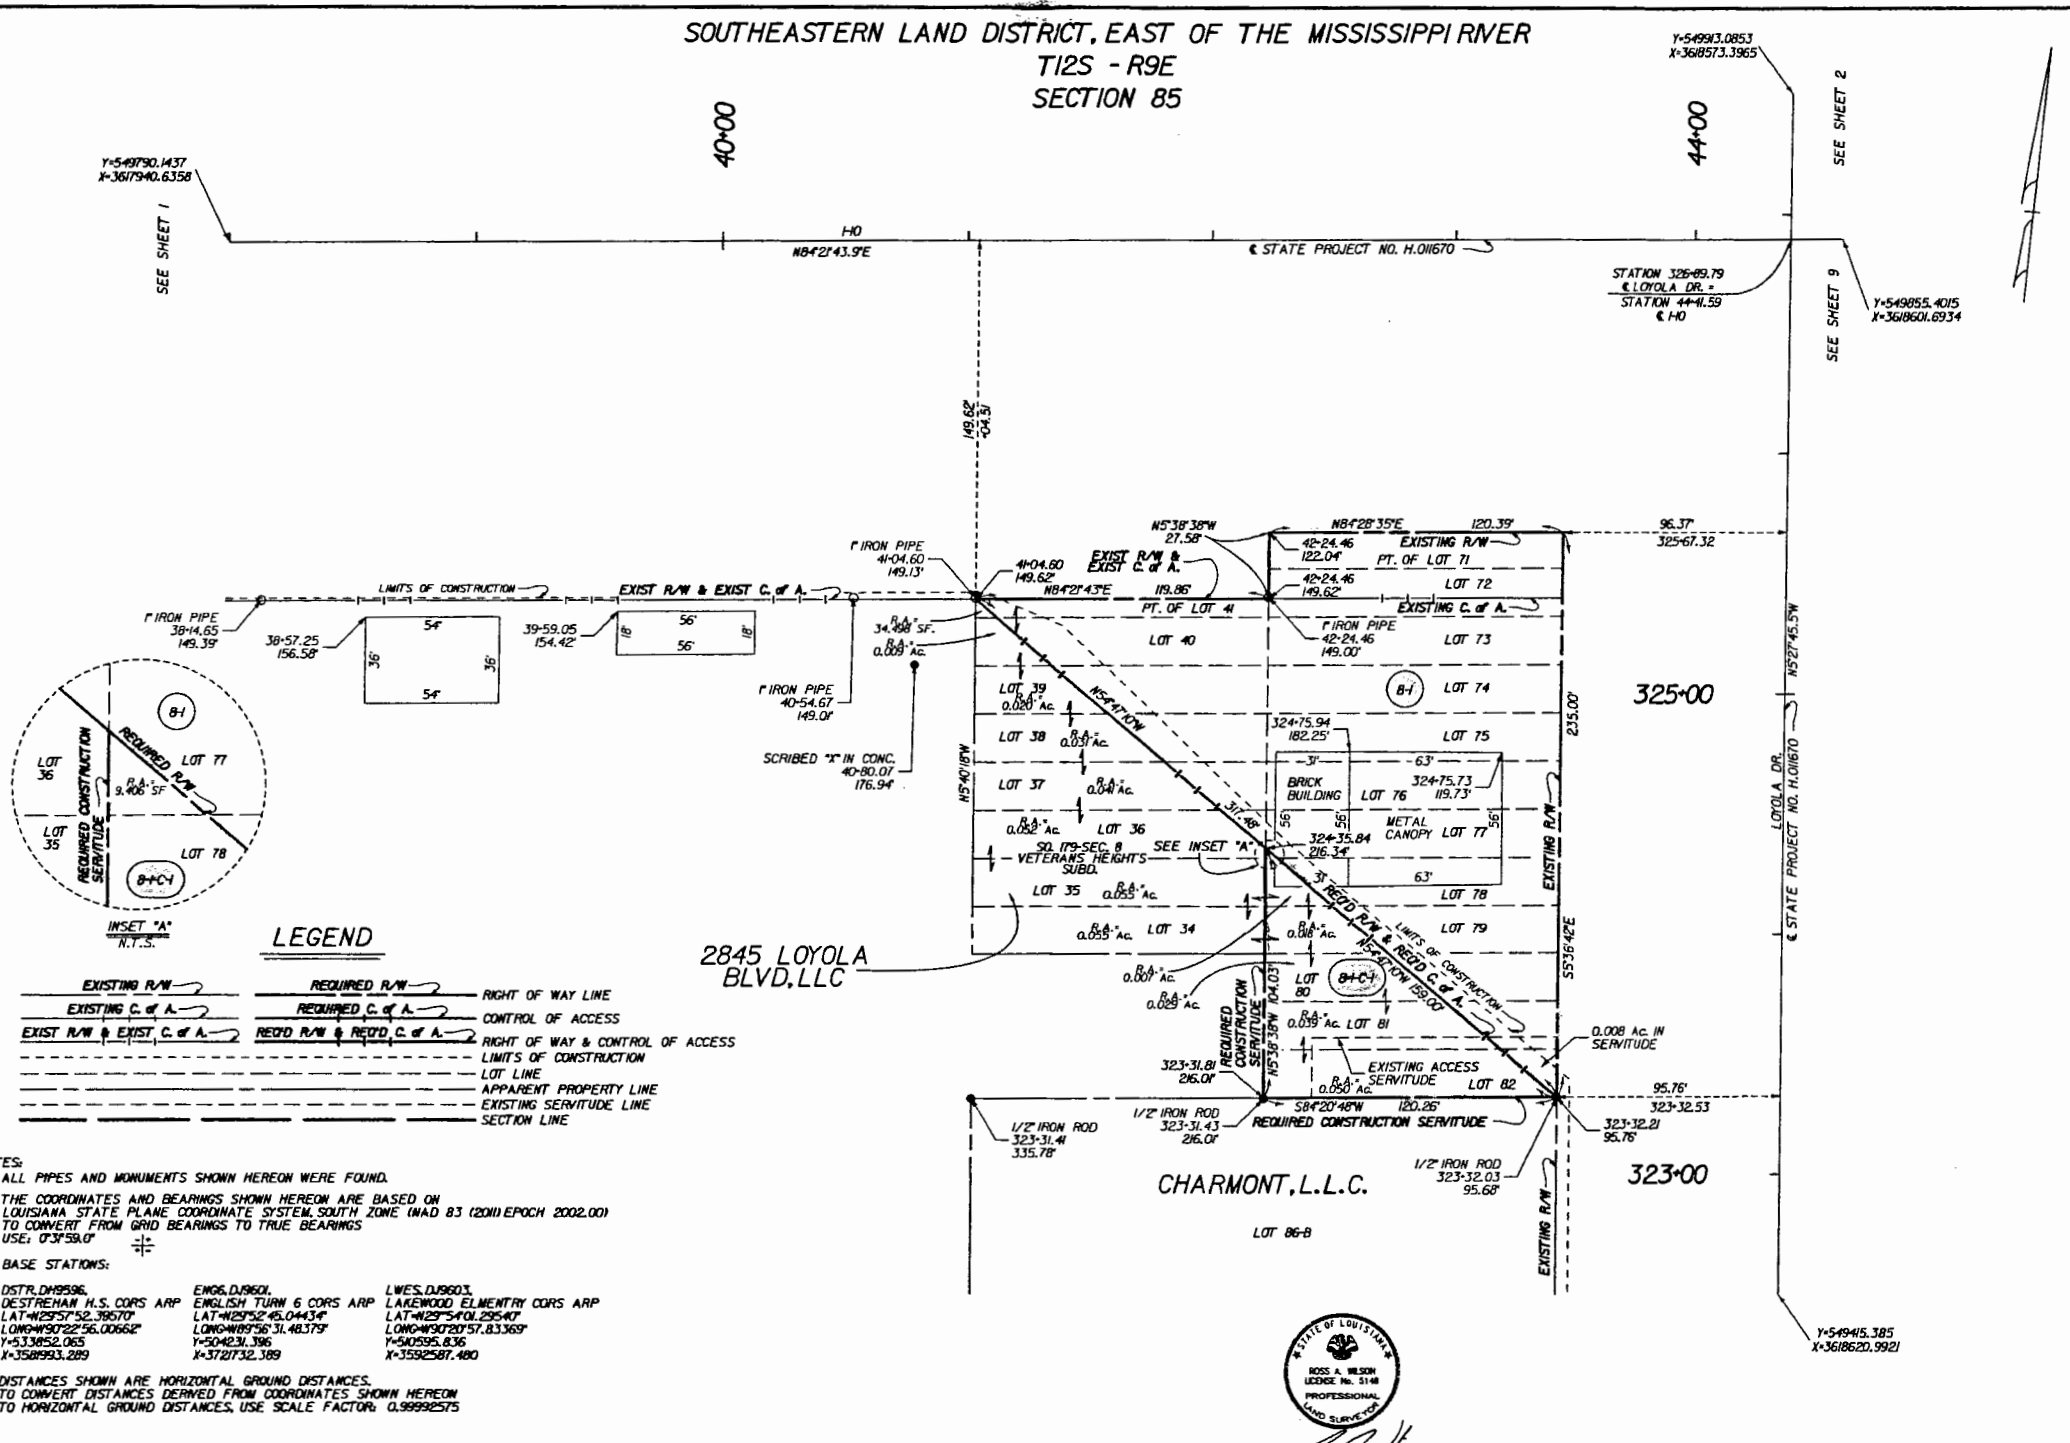 SOUTHEASTERN LAND DISTRICT, EAST OF THE MISSISSIPPI RIVER
T12S - R9E
SECTION 85
Y=549913.0853
X=3618573.3965
SEE SHEET 2
40+00
44+00
Y=549790.1437
X=3617940.6358
SEE SHEET 1
I-10
N84°21'43.9"E
℄ STATE PROJECT NO. H.011670
STATION 326+89.79
℄ LOYOLA DR. =
STATION 44+41.59
℄ I-10
SEE SHEET 9
Y=549855.4015
X=3618601.6934
149.62'
+04.51
N5°38'38"W
27.58'
N84°28'35"E
120.39'
96.37'
325+67.32
42+24.46
122.04'
EXISTING R/W
PT. OF LOT 71
1" IRON PIPE
41+04.60
149.13'
41+04.60
149.62'
EXIST R/W &
EXIST C. of A.
N84°21'43"E
119.86'
42+24.46
149.62'
LOT 72
EXISTING C. of A.
LIMITS OF CONSTRUCTION
EXIST R/W & EXIST C. of A.
1" IRON PIPE
38+14.65
149.39'
38+57.25
156.58'
54'
36'
36'
54'
39+59.05
154.42'
56'
18'
18'
56'
R.A.=
34.498 SF.
R.A.=
0.009 Ac.
PT. OF LOT 41
LOT 40
1" IRON PIPE
42+24.46
149.00'
LOT 73
N5°27'45.5"W
1" IRON PIPE
40+54.67
149.01'
LOT 39
R.A.=
0.020 Ac.
N54°47'10"W
8-1
LOT 74
325+00
235.00'
SCRIBED "X" IN CONC.
40+80.07
176.94'
N5°40'18"W
LOT 38
R.A.=
0.031 Ac.
324+75.94
182.25'
LOT 75
31'
63'
LOT 37
R.A.=
0.041 Ac.
BRICK
BUILDING
LOT 76
324+75.73
119.73'
317.48'
R.A.=
0.052 Ac.
LOT 36
56'
56'
56'
METAL
CANOPY
LOT 77
324+35.84
216.34'
SQ. 179-SEC. 8
VETERANS HEIGHTS
SUBD.
SEE INSET "A"
31'
63'
EXISTING R/W
LOYOLA DR.
℄ STATE PROJECT NO. H.011670
LOT 35
R.A.=
0.055 Ac.
LOT 78
REQ'D R/W & REQ'D C. of A.
LIMITS OF CONSTRUCTION
R.A.=
0.055 Ac.
LOT 34
R.A.=
0.018 Ac.
LOT 79
N54°47'10"W 159.00'
S5°36'42"E
2845 LOYOLA
BLVD, LLC
R.A.=
0.007 Ac.
R.A.=
0.029 Ac.
LOT
80
8-1-C-1
REQUIRED
CONSTRUCTION
SERVITUDE
N5°38'38"W 104.03'
R.A.=
0.039 Ac.
LOT 81
0.008 Ac. IN
SERVITUDE
323+31.81
216.01'
EXISTING ACCESS
SERVITUDE
R.A.=
0.050 Ac.
LOT 82
95.76'
323+32.53
1/2" IRON ROD
323+31.43
216.01'
S84°20'48"W
120.26'
REQUIRED CONSTRUCTION SERVITUDE
323+32.21
95.76'
1/2" IRON ROD
323+31.41
335.78'
1/2" IRON ROD
323+32.03
95.68'
323+00
CHARMONT, L.L.C.
LOT 86-B
EXISTING R/W
Y=549415.385
X=3618620.9921
8-1
LOT
36
REQUIRED R/W
LOT 77
R.A.=
9.406 SF
REQUIRED CONSTRUCTION
SERVITUDE
LOT
35
LOT 78
8-1-C-1
INSET "A"
N.T.S.
LEGEND
EXISTING R/W
REQUIRED R/W
RIGHT OF WAY LINE
EXISTING C. of A.
REQUIRED C. of A.
CONTROL OF ACCESS
EXIST R/W & EXIST C. of A.
REQ'D R/W & REQ'D C. of A.
RIGHT OF WAY & CONTROL OF ACCESS
LIMITS OF CONSTRUCTION
LOT LINE
APPARENT PROPERTY LINE
EXISTING SERVITUDE LINE
SECTION LINE
ES:
ALL PIPES AND MONUMENTS SHOWN HEREON WERE FOUND.
THE COORDINATES AND BEARINGS SHOWN HEREON ARE BASED ON
LOUISIANA STATE PLANE COORDINATE SYSTEM, SOUTH ZONE (NAD 83 (2011) EPOCH 2002.00)
TO CONVERT FROM GRID BEARINGS TO TRUE BEARINGS
USE: 0°31'59.0"
BASE STATIONS:
DSTR, DH9596,
DESTREHAN H.S. CORS ARP
LAT=N29°57'52.39570"
LONG=W90°22'56.00662"
Y=533852.065
X=3581993.289
ENG6, DJ9601,
ENGLISH TURN 6 CORS ARP
LAT=N29°52'45.04434"
LONG=W89°56'31.48379"
Y=504231.396
X=3721732.389
LWES, DJ9603,
LAKEWOOD ELMENTRY CORS ARP
LAT=N29°54'01.29540"
LONG=W90°20'57.83369"
Y=510595.836
X=3592587.480
DISTANCES SHOWN ARE HORIZONTAL GROUND DISTANCES.
TO CONVERT DISTANCES DERIVED FROM COORDINATES SHOWN HEREON
TO HORIZONTAL GROUND DISTANCES, USE SCALE FACTOR: 0.99992575
STATE OF LOUISIANA
ROSS A. WILSON
LICENSE No. 5148
PROFESSIONAL
LAND SURVEYOR